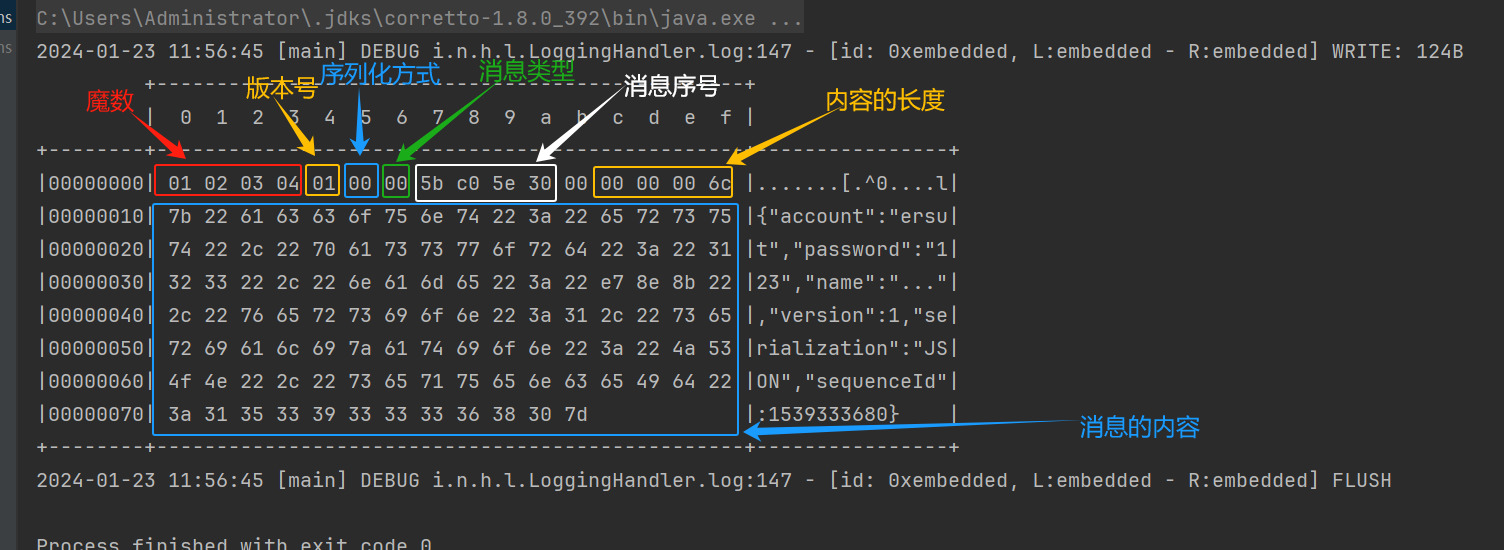 ns
C:\Users\Administrator\.jdks\corretto-1.8.0_392\bin\java.exe ...
ns
2024-01-23 11:56:45 [main] DEBUG i.n.h.l.LoggingHandler.log:147 - [id: 0xembedded, L:embedded - R:embedded] WRITE: 124B
+-------------------------------------------------+
魔数 版本号 序列化方式 消息类型 消息序号 内容的长度
| 0 1 2 3 4 5 6 7 8 9 a b c d e f |
+--------+-------------------------------------------------+----------------+
|00000000| 01 02 03 04 01 00 00 5b c0 5e 30 00 00 00 00 6c |.......[.^0....l|
|00000010| 7b 22 61 63 63 6f 75 6e 74 22 3a 22 65 72 73 75 |{"account":"ersu|
|00000020| 74 22 2c 22 70 61 73 73 77 6f 72 64 22 3a 22 31 |t","password":"1|
|00000030| 32 33 22 2c 22 6e 61 6d 65 22 3a 22 e7 8e 8b 22 |23","name":"..."|
|00000040| 2c 22 76 65 72 73 69 6f 6e 22 3a 31 2c 22 73 65 |,"version":1,"se|
|00000050| 72 69 61 6c 69 7a 61 74 69 6f 6e 22 3a 22 4a 53 |rialization":"JS|
|00000060| 4f 4e 22 2c 22 73 65 71 75 65 6e 63 65 49 64 22 |ON","sequenceId"|
|00000070| 3a 31 35 33 39 33 33 33 36 38 30 7d |:1539333680} |
消息的内容
+--------+-------------------------------------------------+----------------+
2024-01-23 11:56:45 [main] DEBUG i.n.h.l.LoggingHandler.log:147 - [id: 0xembedded, L:embedded - R:embedded] FLUSH
Process finished with exit code 0